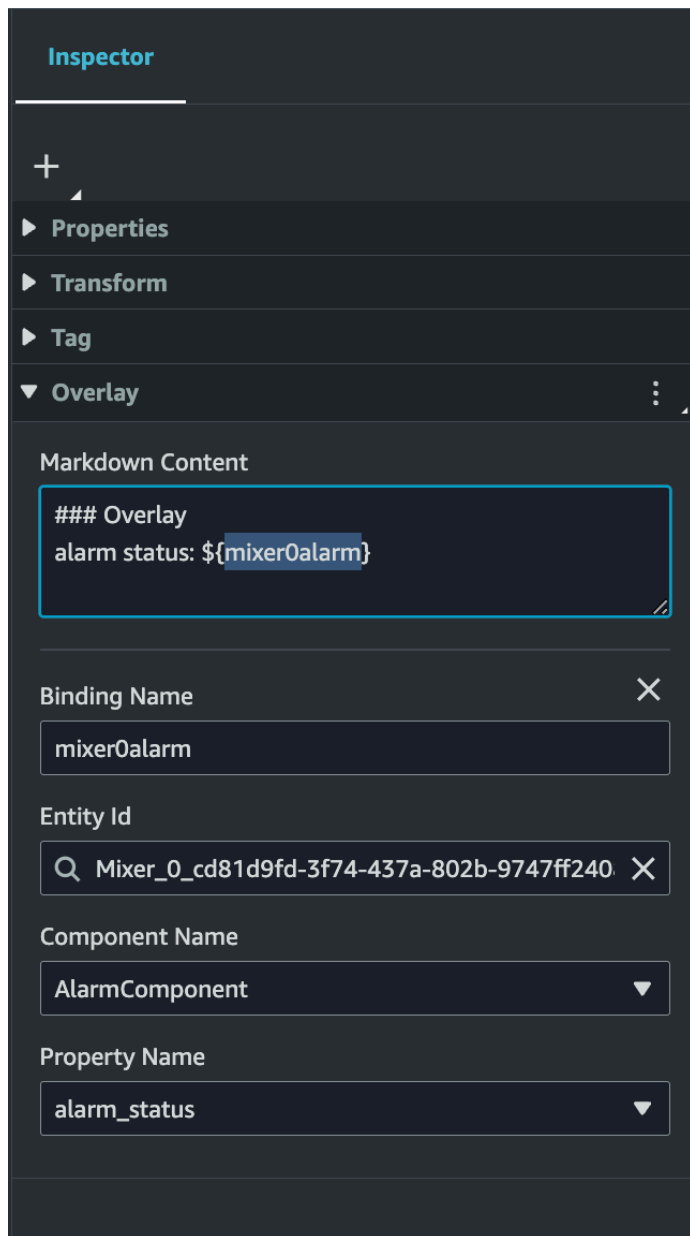 Inspector
Properties
Transform
Tag
Overlay
Markdown Content
### Overlay
alarm status: ${mixer0alarm}
Binding Name
mixer0alarm
Entity Id
Mixer_0_cd81d9fd-3f74-437a-802b-9747ff240
Component Name
AlarmComponent
Property Name
alarm_status